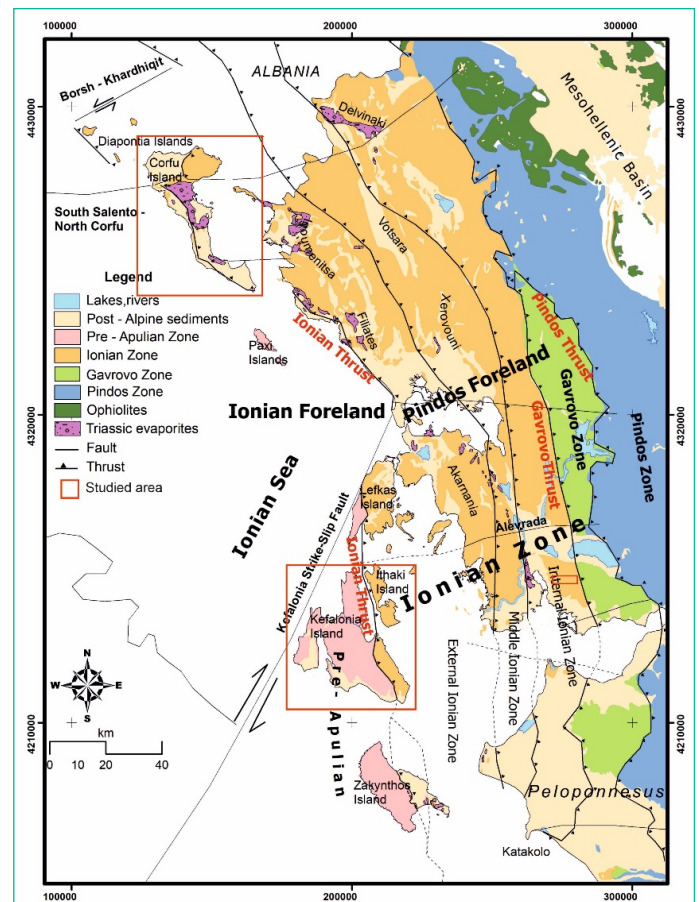 100000
200000
300000
4430000
4430000
4320000
4320000
4210000
4210000
100000
200000
300000
ALBANIA
Borsh - Khardhiqit
Mesohellenic Basin
Delvinaki
Diapontia Islands
Corfu
Island
South Salento -
North Corfu
Votsara
Legend
Lakes,rivers
Post - Alpine sediments
Pre - Apulian Zone
Ionian Zone
Gavrovo Zone
Pindos Zone
Ophiolites
Triassic evaporites
Fault
Thrust
Studied area
Filiates
Xerovouni
Paxi
Islands
Ionian Thrust
Pindos Thrust
Pindos Foreland
Gavrovo Zone
Gavrovo Thrust
Pindos Zone
Ionian Foreland
Ionian Sea
Akarnania
Lefkas
Island
Alevrada
Ionian Zone
Kefalonia Strike-Slip Fault
Ionian Thrust
Ithaki
Island
Internal Ionian Zone
Kefalonia
Island
Middle Ionian Zone
External Ionian Zone
Pre- Apulian
N
W
E
S
km
0 10 20 40
Zakynthos
Island
Peloponnesus
Katakolo